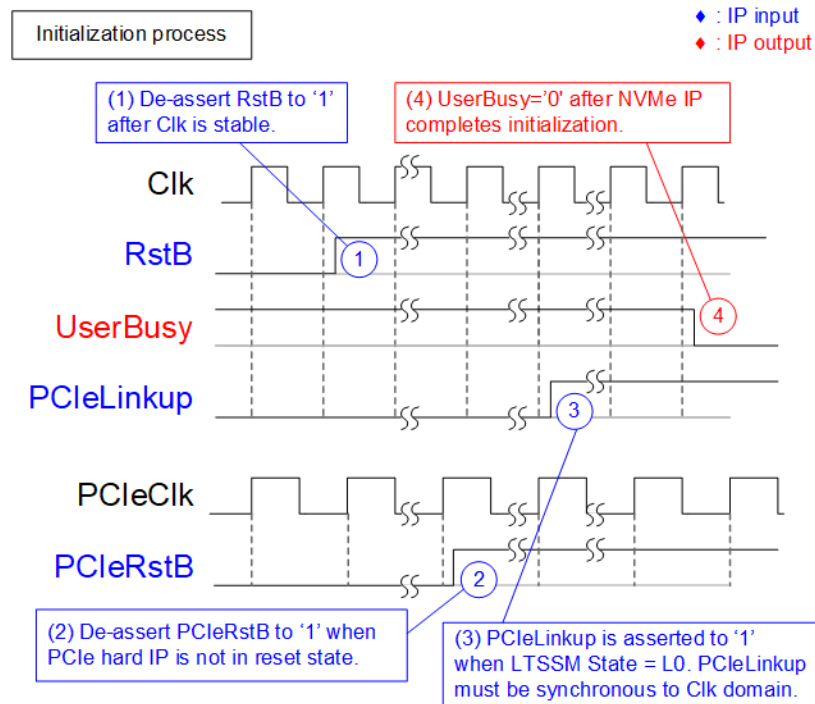 Initialization process
♦ : IP input
♦ : IP output
(1) De-assert RstB to ‘1’
after Clk is stable.
(4) UserBusy='0' after NVMe IP
completes initialization.
Clk
RstB
1
UserBusy
4
PCIeLinkup
3
PCIeClk
PCIeRstB
2
(2) De-assert PCIeRstB to ‘1’ when
PCIe hard IP is not in reset state.
(3) PCIeLinkup is asserted to ‘1’
when LTSSM State = L0. PCIeLinkup
must be synchronous to Clk domain.